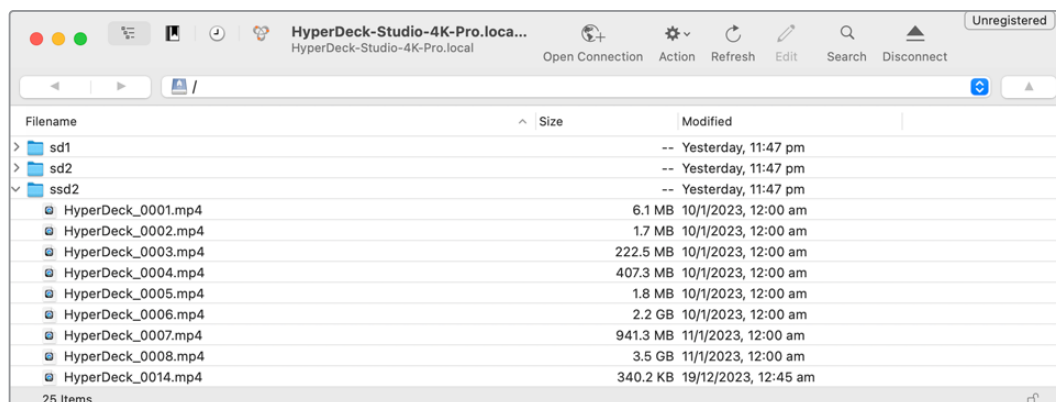 Unregistered
HyperDeck-Studio-4K-Pro.loca...
HyperDeck-Studio-4K-Pro.local
Open Connection Action Refresh Edit Search Disconnect
/
Filename Size Modified
sd1 -- Yesterday, 11:47 pm
sd2 -- Yesterday, 11:47 pm
ssd2 -- Yesterday, 11:47 pm
HyperDeck_0001.mp4 6.1 MB 10/1/2023, 12:00 am
HyperDeck_0002.mp4 1.7 MB 10/1/2023, 12:00 am
HyperDeck_0003.mp4 222.5 MB 10/1/2023, 12:00 am
HyperDeck_0004.mp4 407.3 MB 10/1/2023, 12:00 am
HyperDeck_0005.mp4 1.8 MB 10/1/2023, 12:00 am
HyperDeck_0006.mp4 2.2 GB 10/1/2023, 12:00 am
HyperDeck_0007.mp4 941.3 MB 11/1/2023, 12:00 am
HyperDeck_0008.mp4 3.5 GB 11/1/2023, 12:00 am
HyperDeck_0014.mp4 340.2 KB 19/12/2023, 12:45 am
25 Items